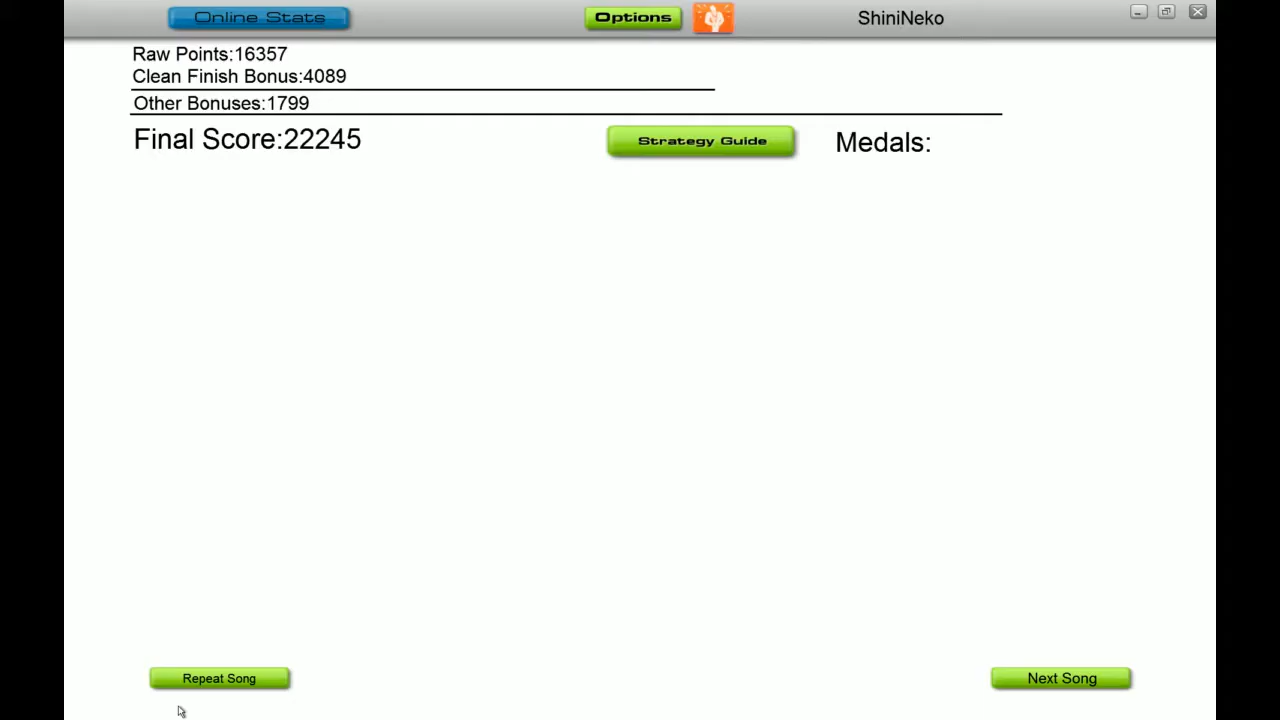 Online Stats
Options
ShiniNeko
Raw Points:16357
Clean Finish Bonus:4089
Other Bonuses:1799
Final Score:22245
Strategy Guide
Medals:
Repeat Song
Next Song